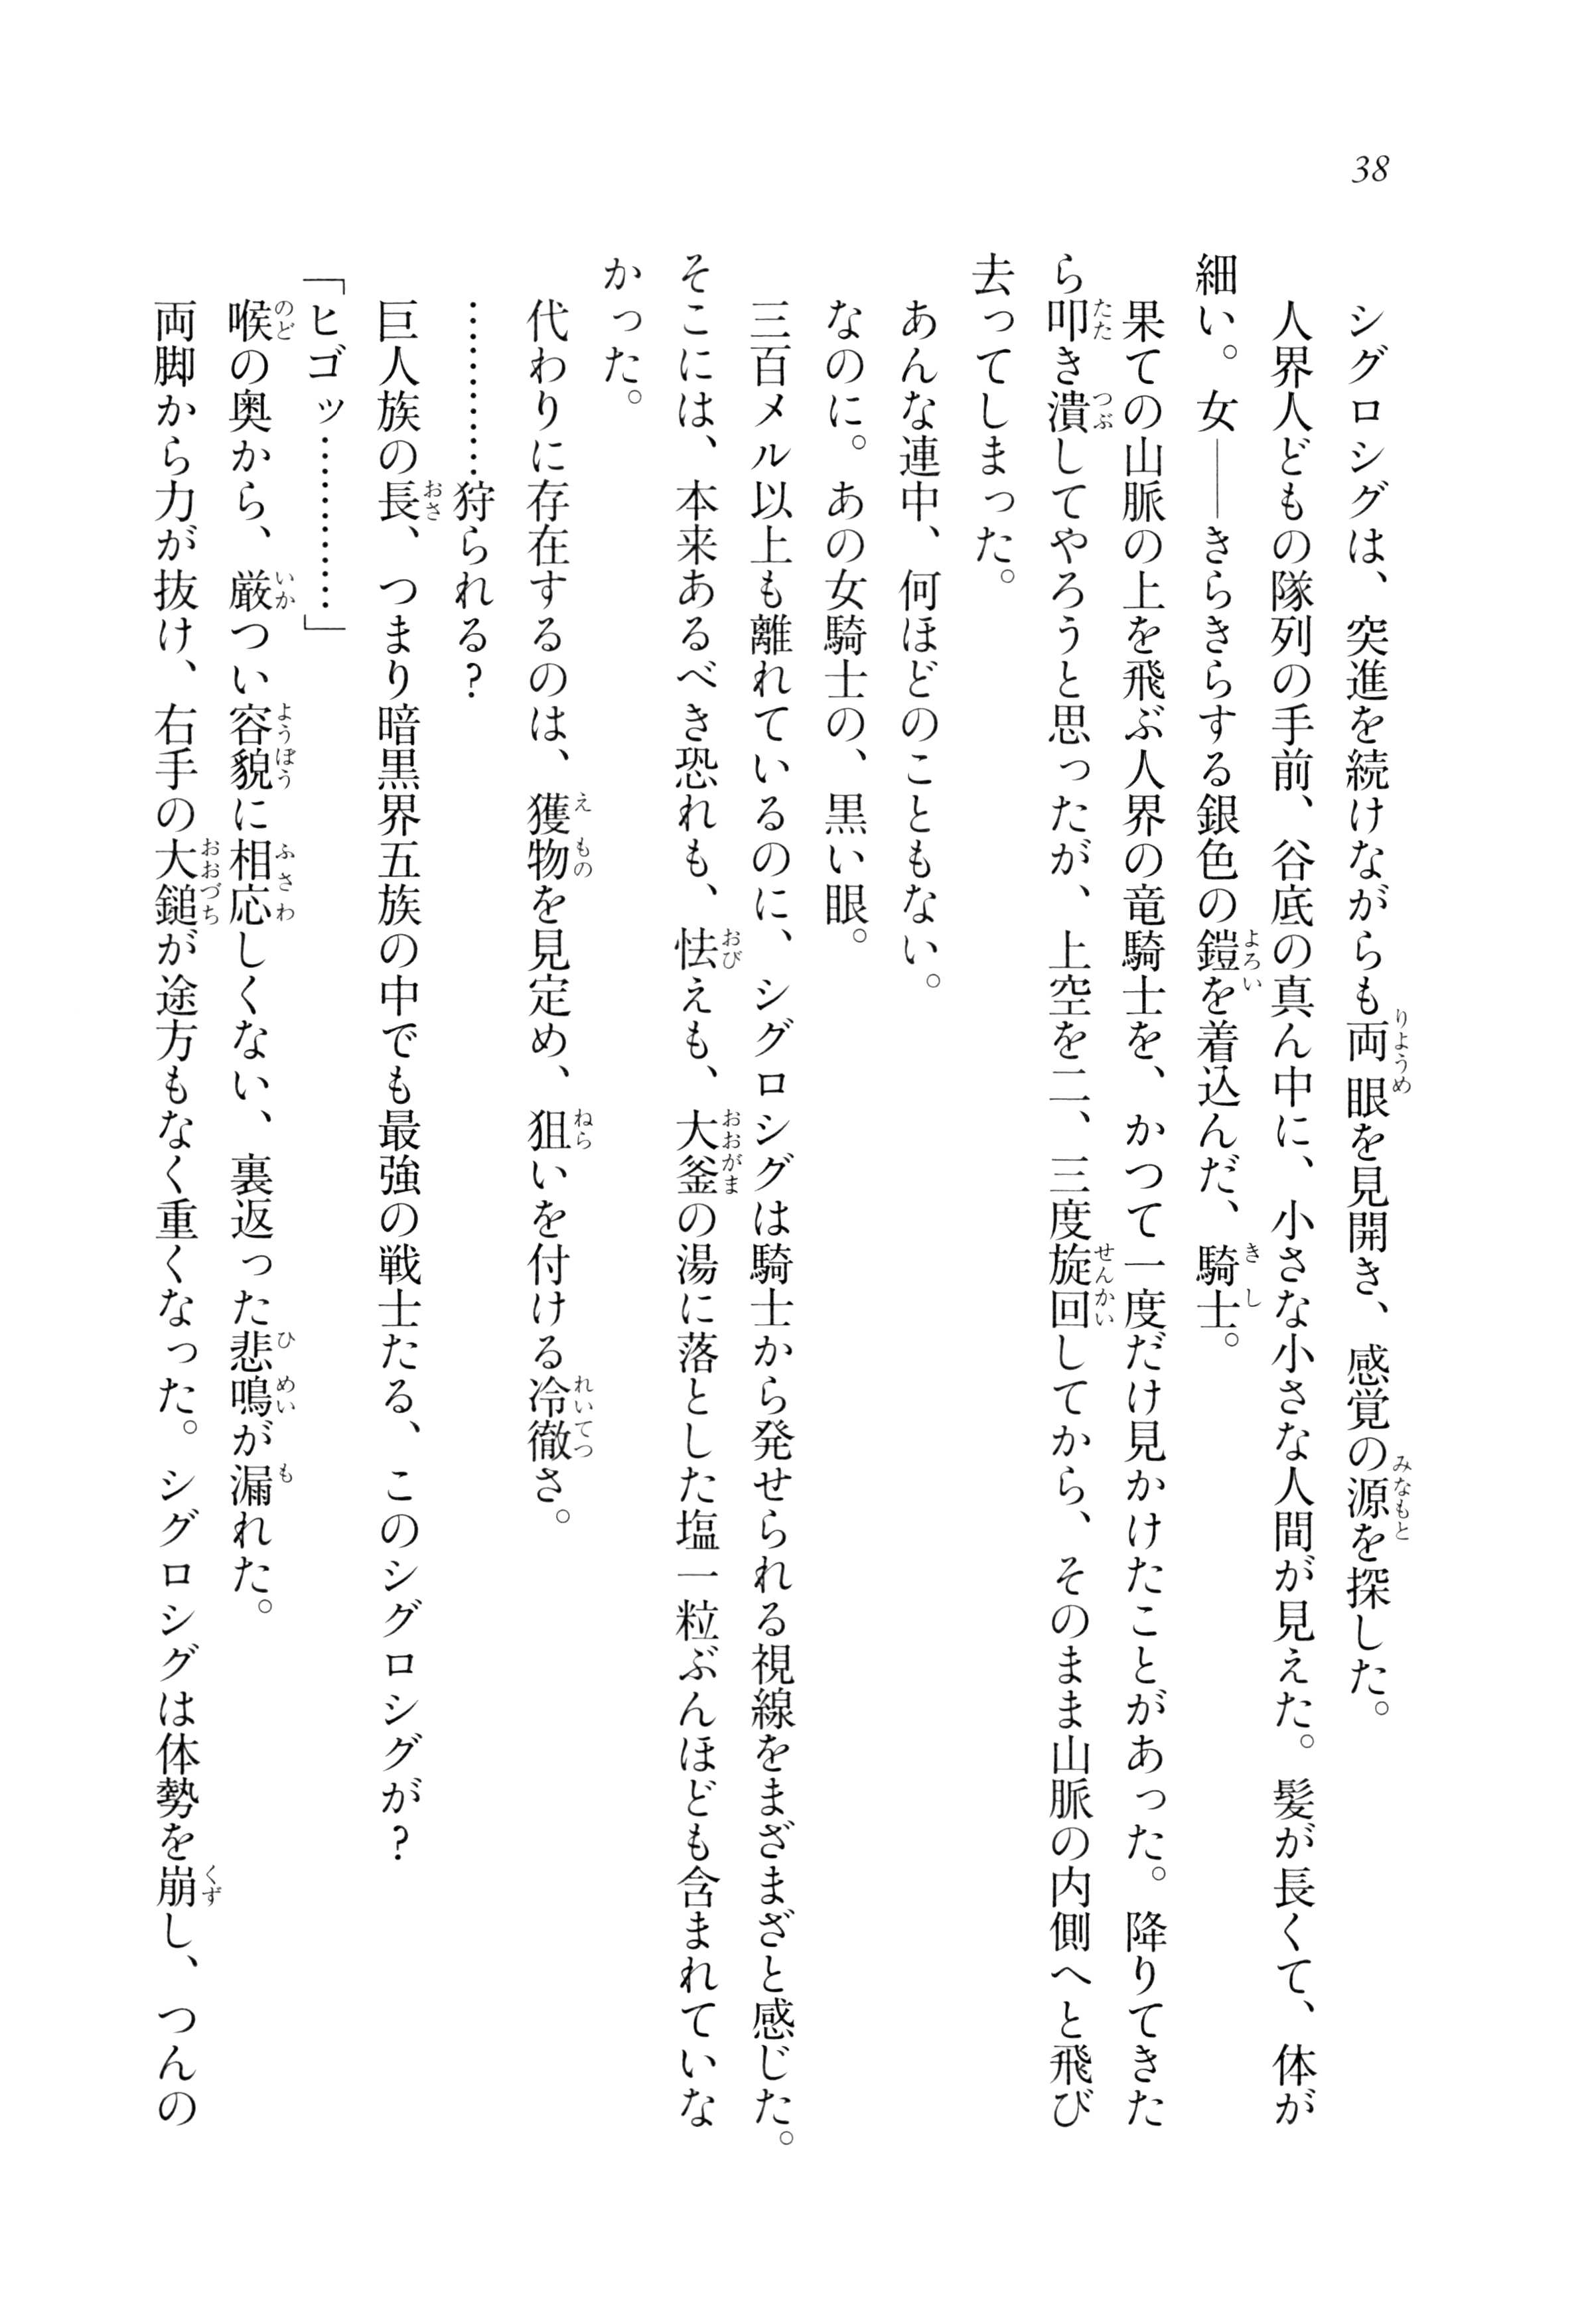 38
シグロシグは、突進を続けながらも両眼を見開き、感覚の源を探した。
人界人どもの隊列の手前、谷底の真ん中に、小さな小さな人間が見えた。髪が長くて、体が
細い。女――きらきらする銀色の鎧を着込んだ、騎士。
果ての山脈の上を飛ぶ人界の竜騎士を、かつて一度だけ見かけたことがあった。降りてきた
ら叩き潰してやろうと思ったが、上空を二、三度旋回してから、そのまま山脈の内側へと飛び
去ってしまった。
あんな連中、何ほどのこともない。
なのに。あの女騎士の、黒い眼。
三百メル以上も離れているのに、シグロシグは騎士から発せられる視線をまざまざと感じた。
そこには、本来あるべき恐れも、怯えも、大釜の湯に落とした塩一粒ぶんほども含まれていな
かった。
代わりに存在するのは、獲物を見定め、狙いを付ける冷徹さ。
…………狩られる？
巨人族の長、つまり暗黒界五族の中でも最強の戦士たる、このシグロシグが？
「ヒゴッ…………」
喉の奥から、厳つい容貌に相応しくない、裏返った悲鳴が漏れた。
両脚から力が抜け、右手の大鎚が途方もなく重くなった。シグロシグは体勢を崩し、つんの